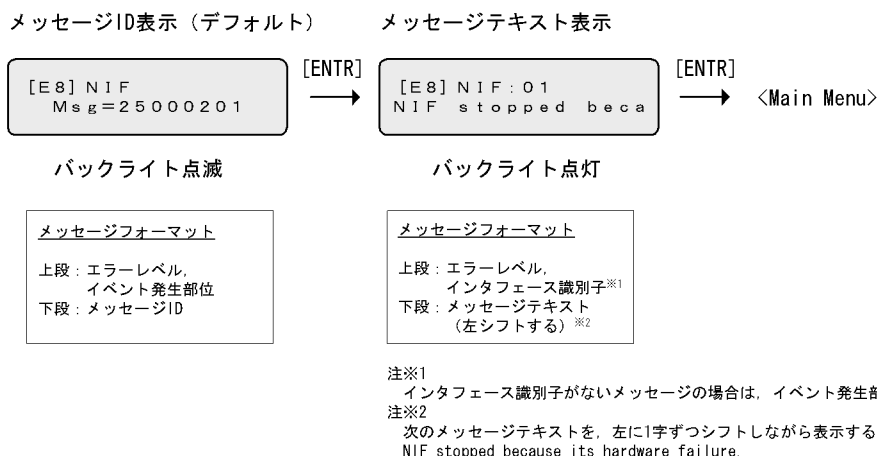 メッセージID表示（デフォルト）
メッセージテキスト表示
[E8] NIF
Msg=25000201
[ENTR]
[E8] NIF:01
NIF stopped beca
[ENTR]
<Main Menu>
バックライト点滅
バックライト点灯
メッセージフォーマット
上段：エラーレベル，
イベント発生部位
下段：メッセージID
メッセージフォーマット
上段：エラーレベル，
インタフェース識別子※1
下段：メッセージテキスト
（左シフトする）※2
注※1
インタフェース識別子がないメッセージの場合は，イベント発生
注※2
次のメッセージテキストを，左に1字ずつシフトしながら表示する
NIF stopped because its hardware failure.